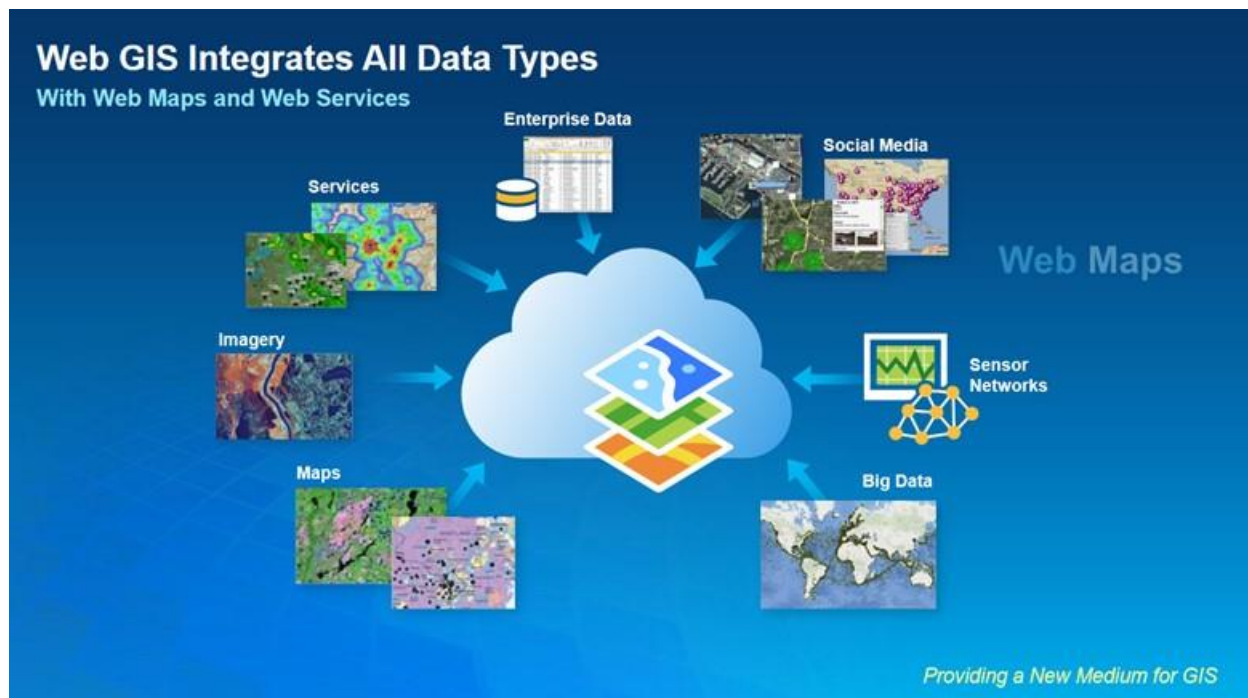 Web GIS Integrates All Data Types
With Web Maps and Web Services
Enterprise Data
Social Media
Services
Web Maps
Imagery
Sensor
Networks
Maps
Big Data
Providing a New Medium for GIS